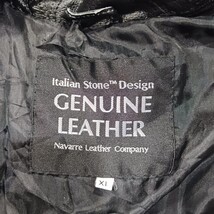 Italian Stone™ Design
GENUINE
LEATHER
Navarre Leather Company
XL